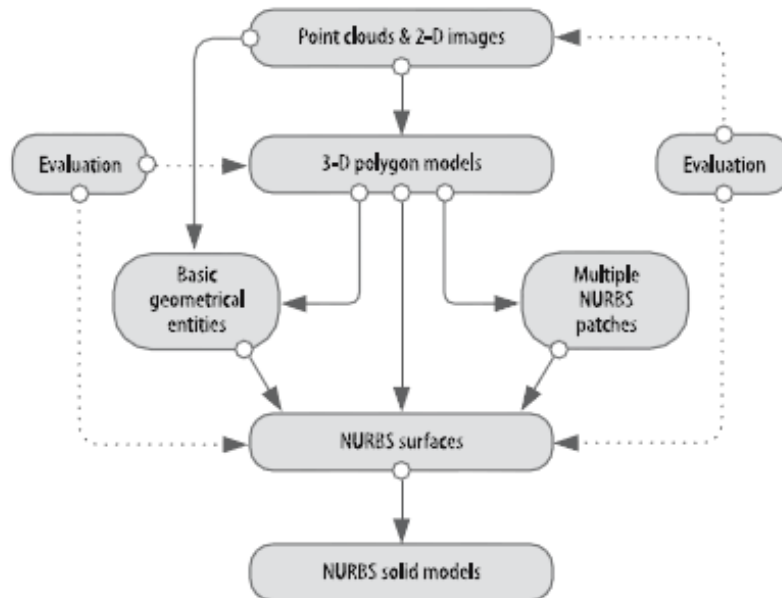 Point clouds & 2-D images
Evaluation
3-D polygon models
Evaluation
Basic
geometrical
entities
Multiple
NURBS
patches
NURBS surfaces
NURBS solid models